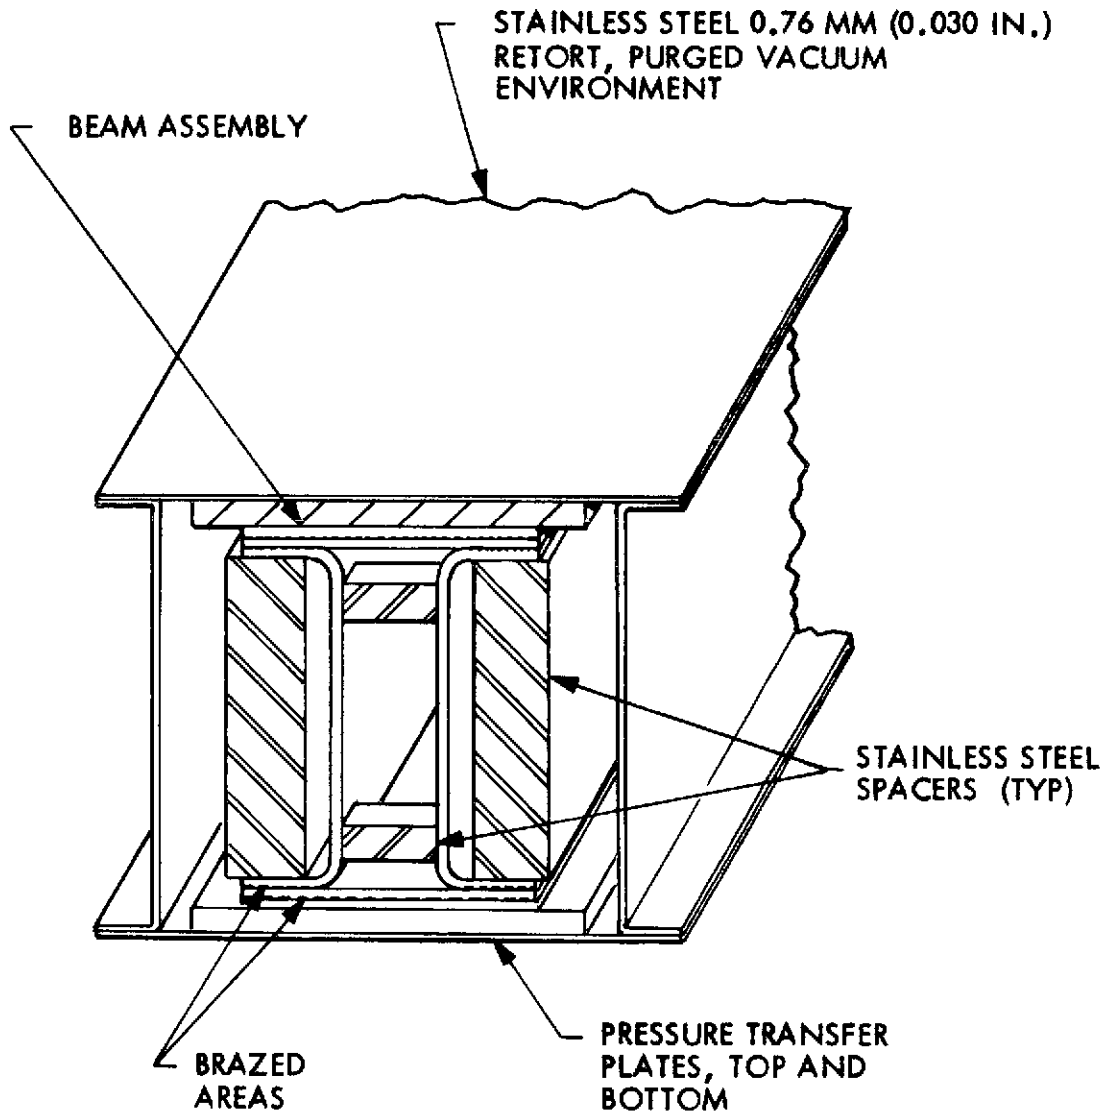 STAINLESS STEEL 0.76 MM (0.030 IN.)
RETORT, PURGED VACUUM
ENVIRONMENT
BEAM ASSEMBLY
STAINLESS STEEL
SPACERS (TYP)
BRAZED
AREAS
PRESSURE TRANSFER
PLATES, TOP AND
BOTTOM